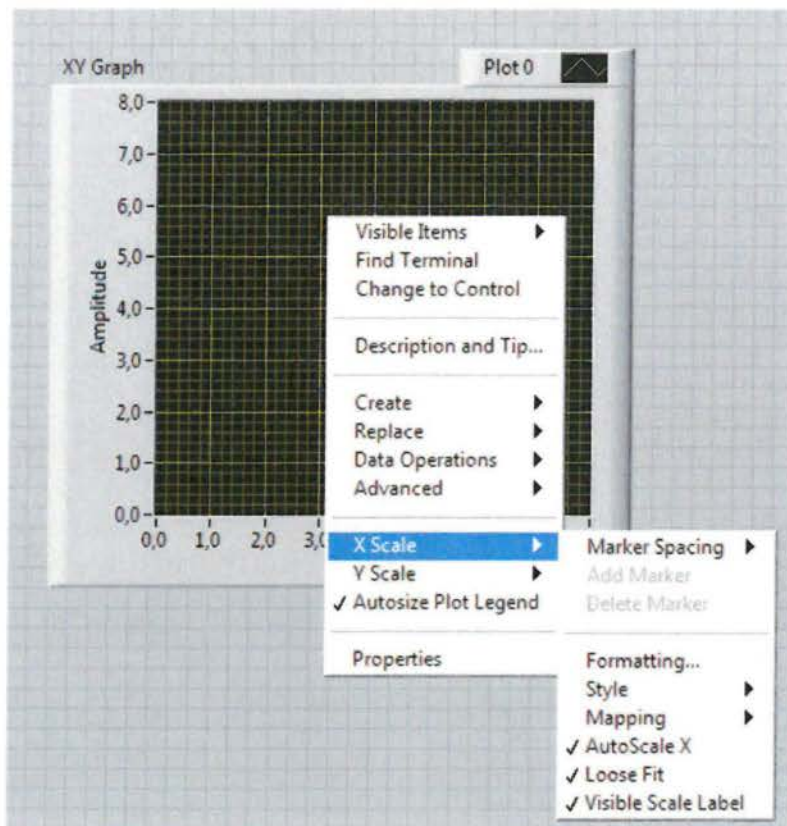 XY Graph
Plot 0
8,0
7,0
6,0
5,0
4,0
3,0
2,0
1,0
0,0
Amplitude
0,0 1,0 2,0
Visible Items
Find Terminal
Change to Control
Description and Tip...
Create
Replace
Data Operations
Advanced
X Scale
Y Scale
✓ Autosize Plot Legend
Properties
Marker Spacing
Add Marker
Delete Marker
Formatting...
Style
Mapping
✓ AutoScale X
✓ Loose Fit
✓ Visible Scale Label